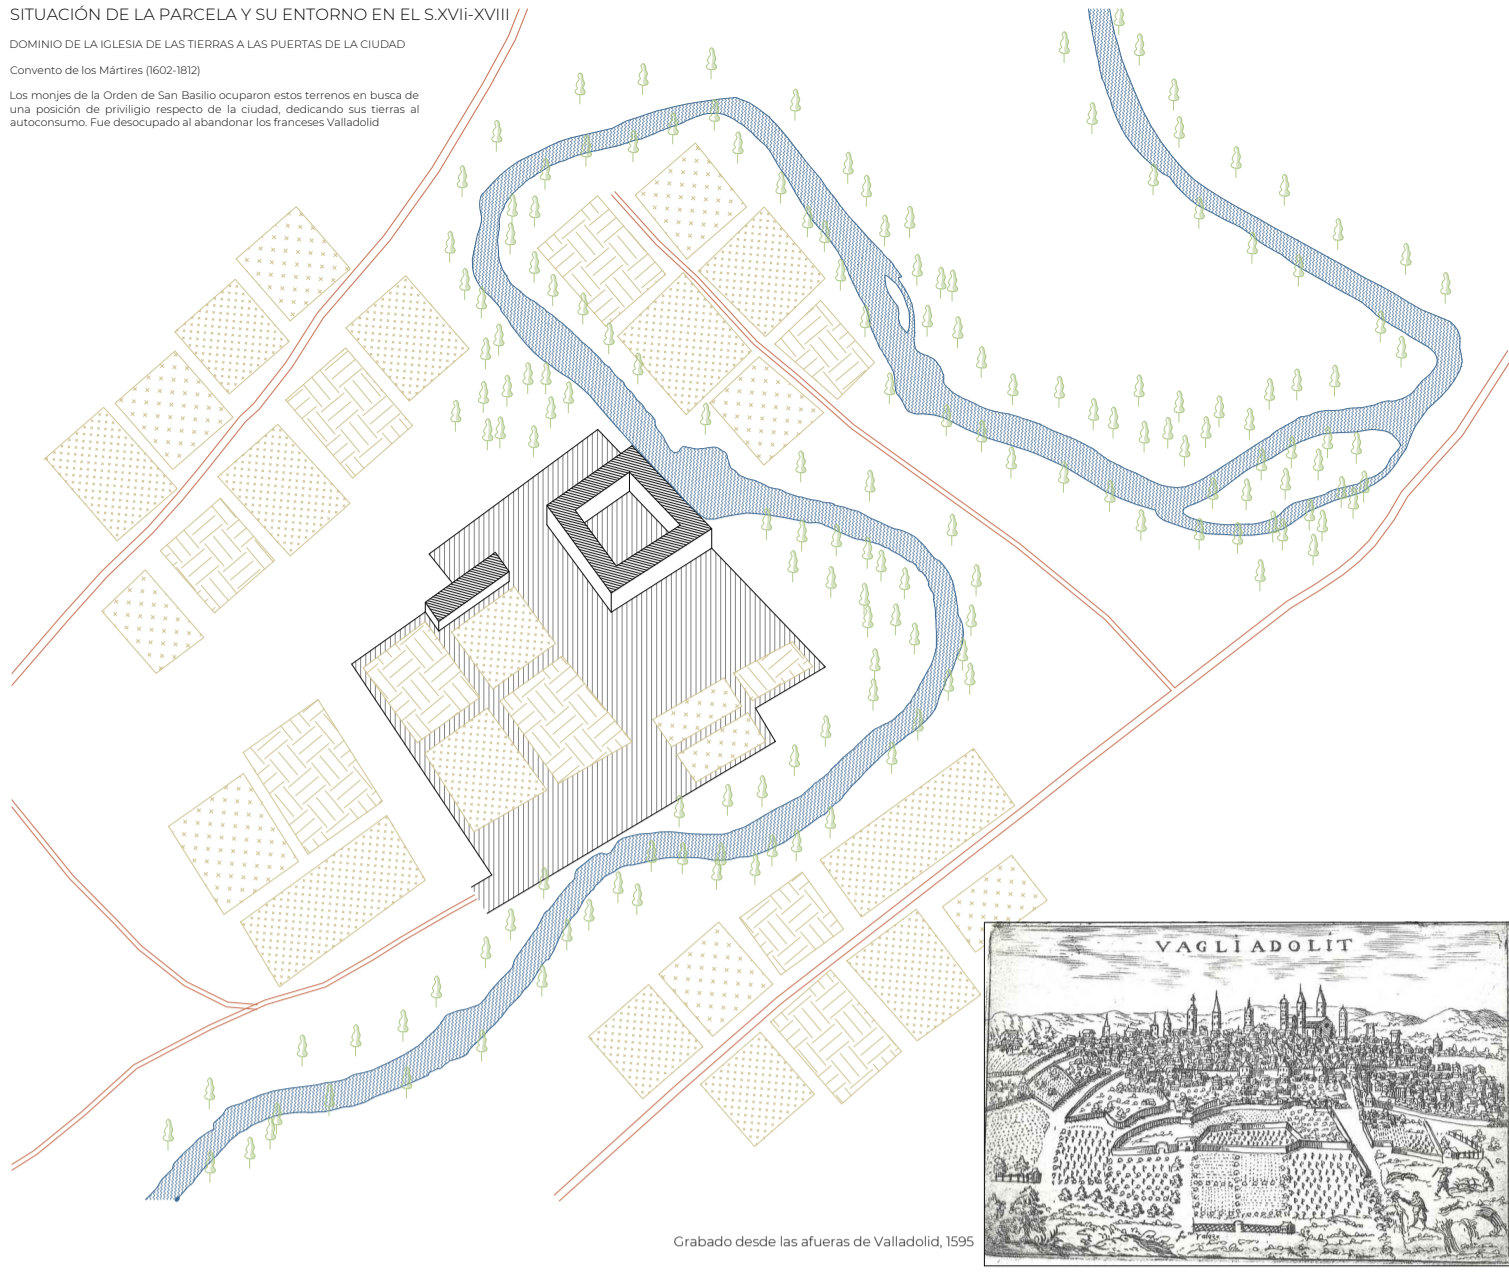 SITUACIÓN DE LA PARCELA Y SU ENTORNO EN EL S.XVIi-XVIII
DOMINIO DE LA IGLESIA DE LAS TIERRAS A LAS PUERTAS DE LA CIUDAD
Convento de los Mártires (1602-1812)
Los monjes de la Orden de San Basilio ocuparon estos terrenos en busca de
una posición de priviligio respecto de la ciudad, dedicando sus tierras al
autoconsumo. Fue desocupado al abandonar los franceses Valladolid
VAGLIADOLIT
Grabado desde las afueras de Valladolid, 1595